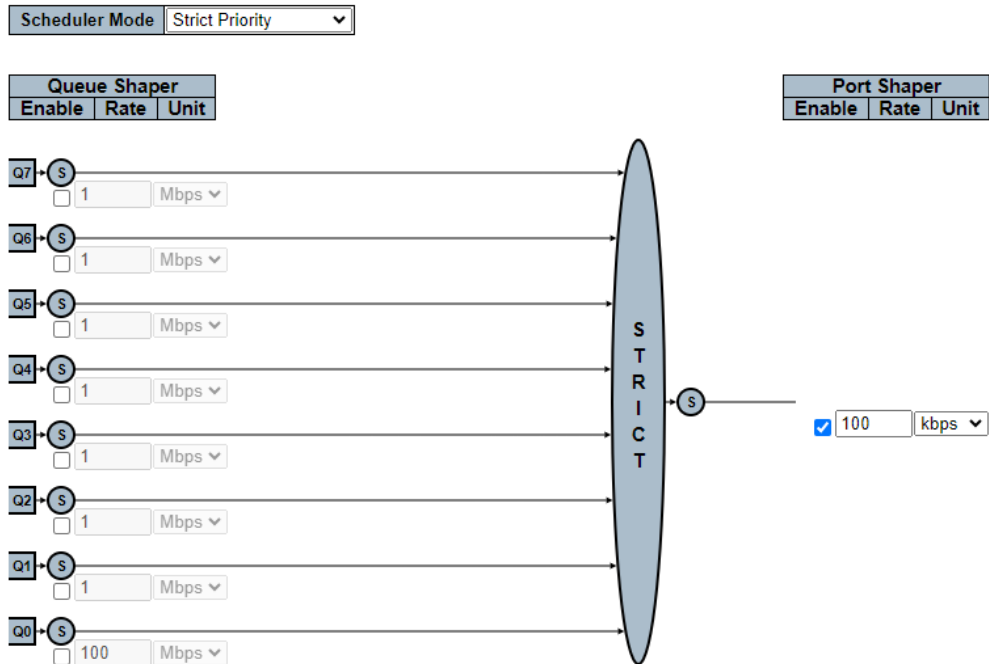 Scheduler Mode Strict Priority
Queue Shaper
Enable Rate Unit
Port Shaper
Enable Rate Unit
Q7 S
1 Mbps
Q6 S
1 Mbps
Q5 S
1 Mbps
Q4 S
1 Mbps
Q3 S
1 Mbps
Q2 S
1 Mbps
Q1 S
1 Mbps
Q0 S
100 Mbps
STRICT
S
100 kbps